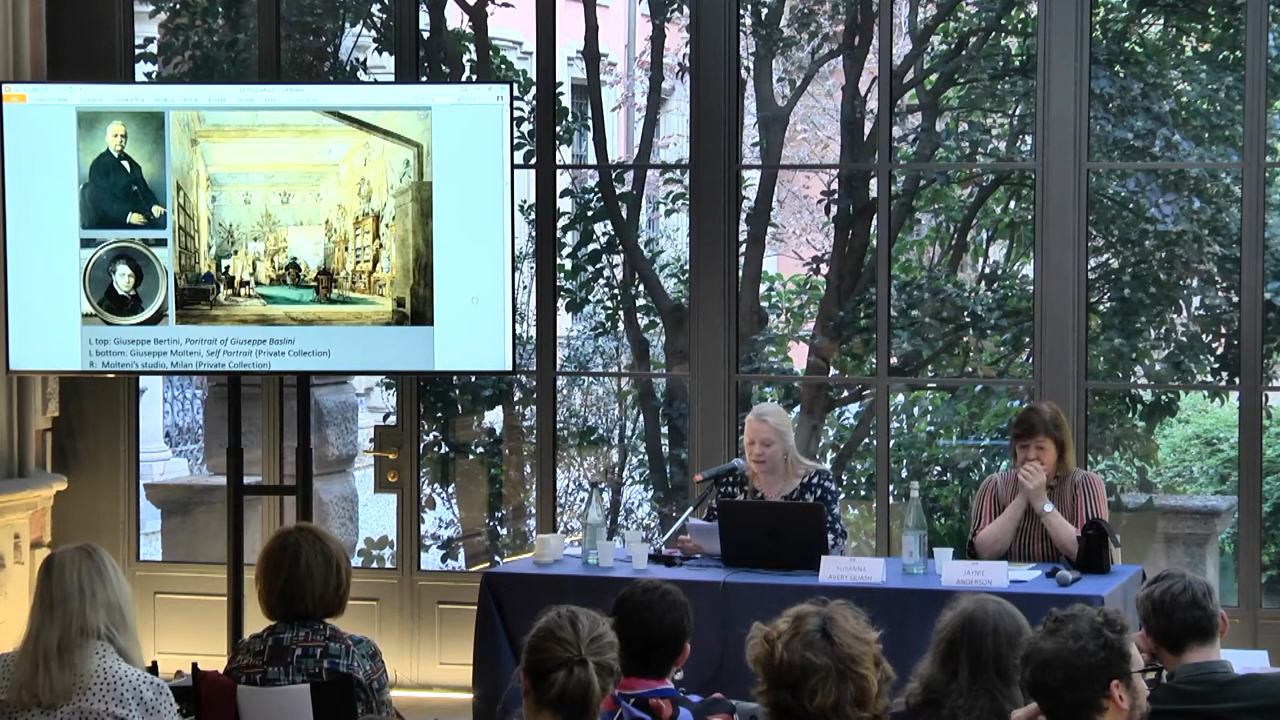 L top: Giuseppe Bertini, Poritrait of Giuseppe Baslini
L bottom: Giuseppe Molteni, Self Portrait (Private Collection)
R: Molteni's studio, Milan (Private Collection)
SUSANNA
AVERY QUASH
JAYNIE
ANDERSON